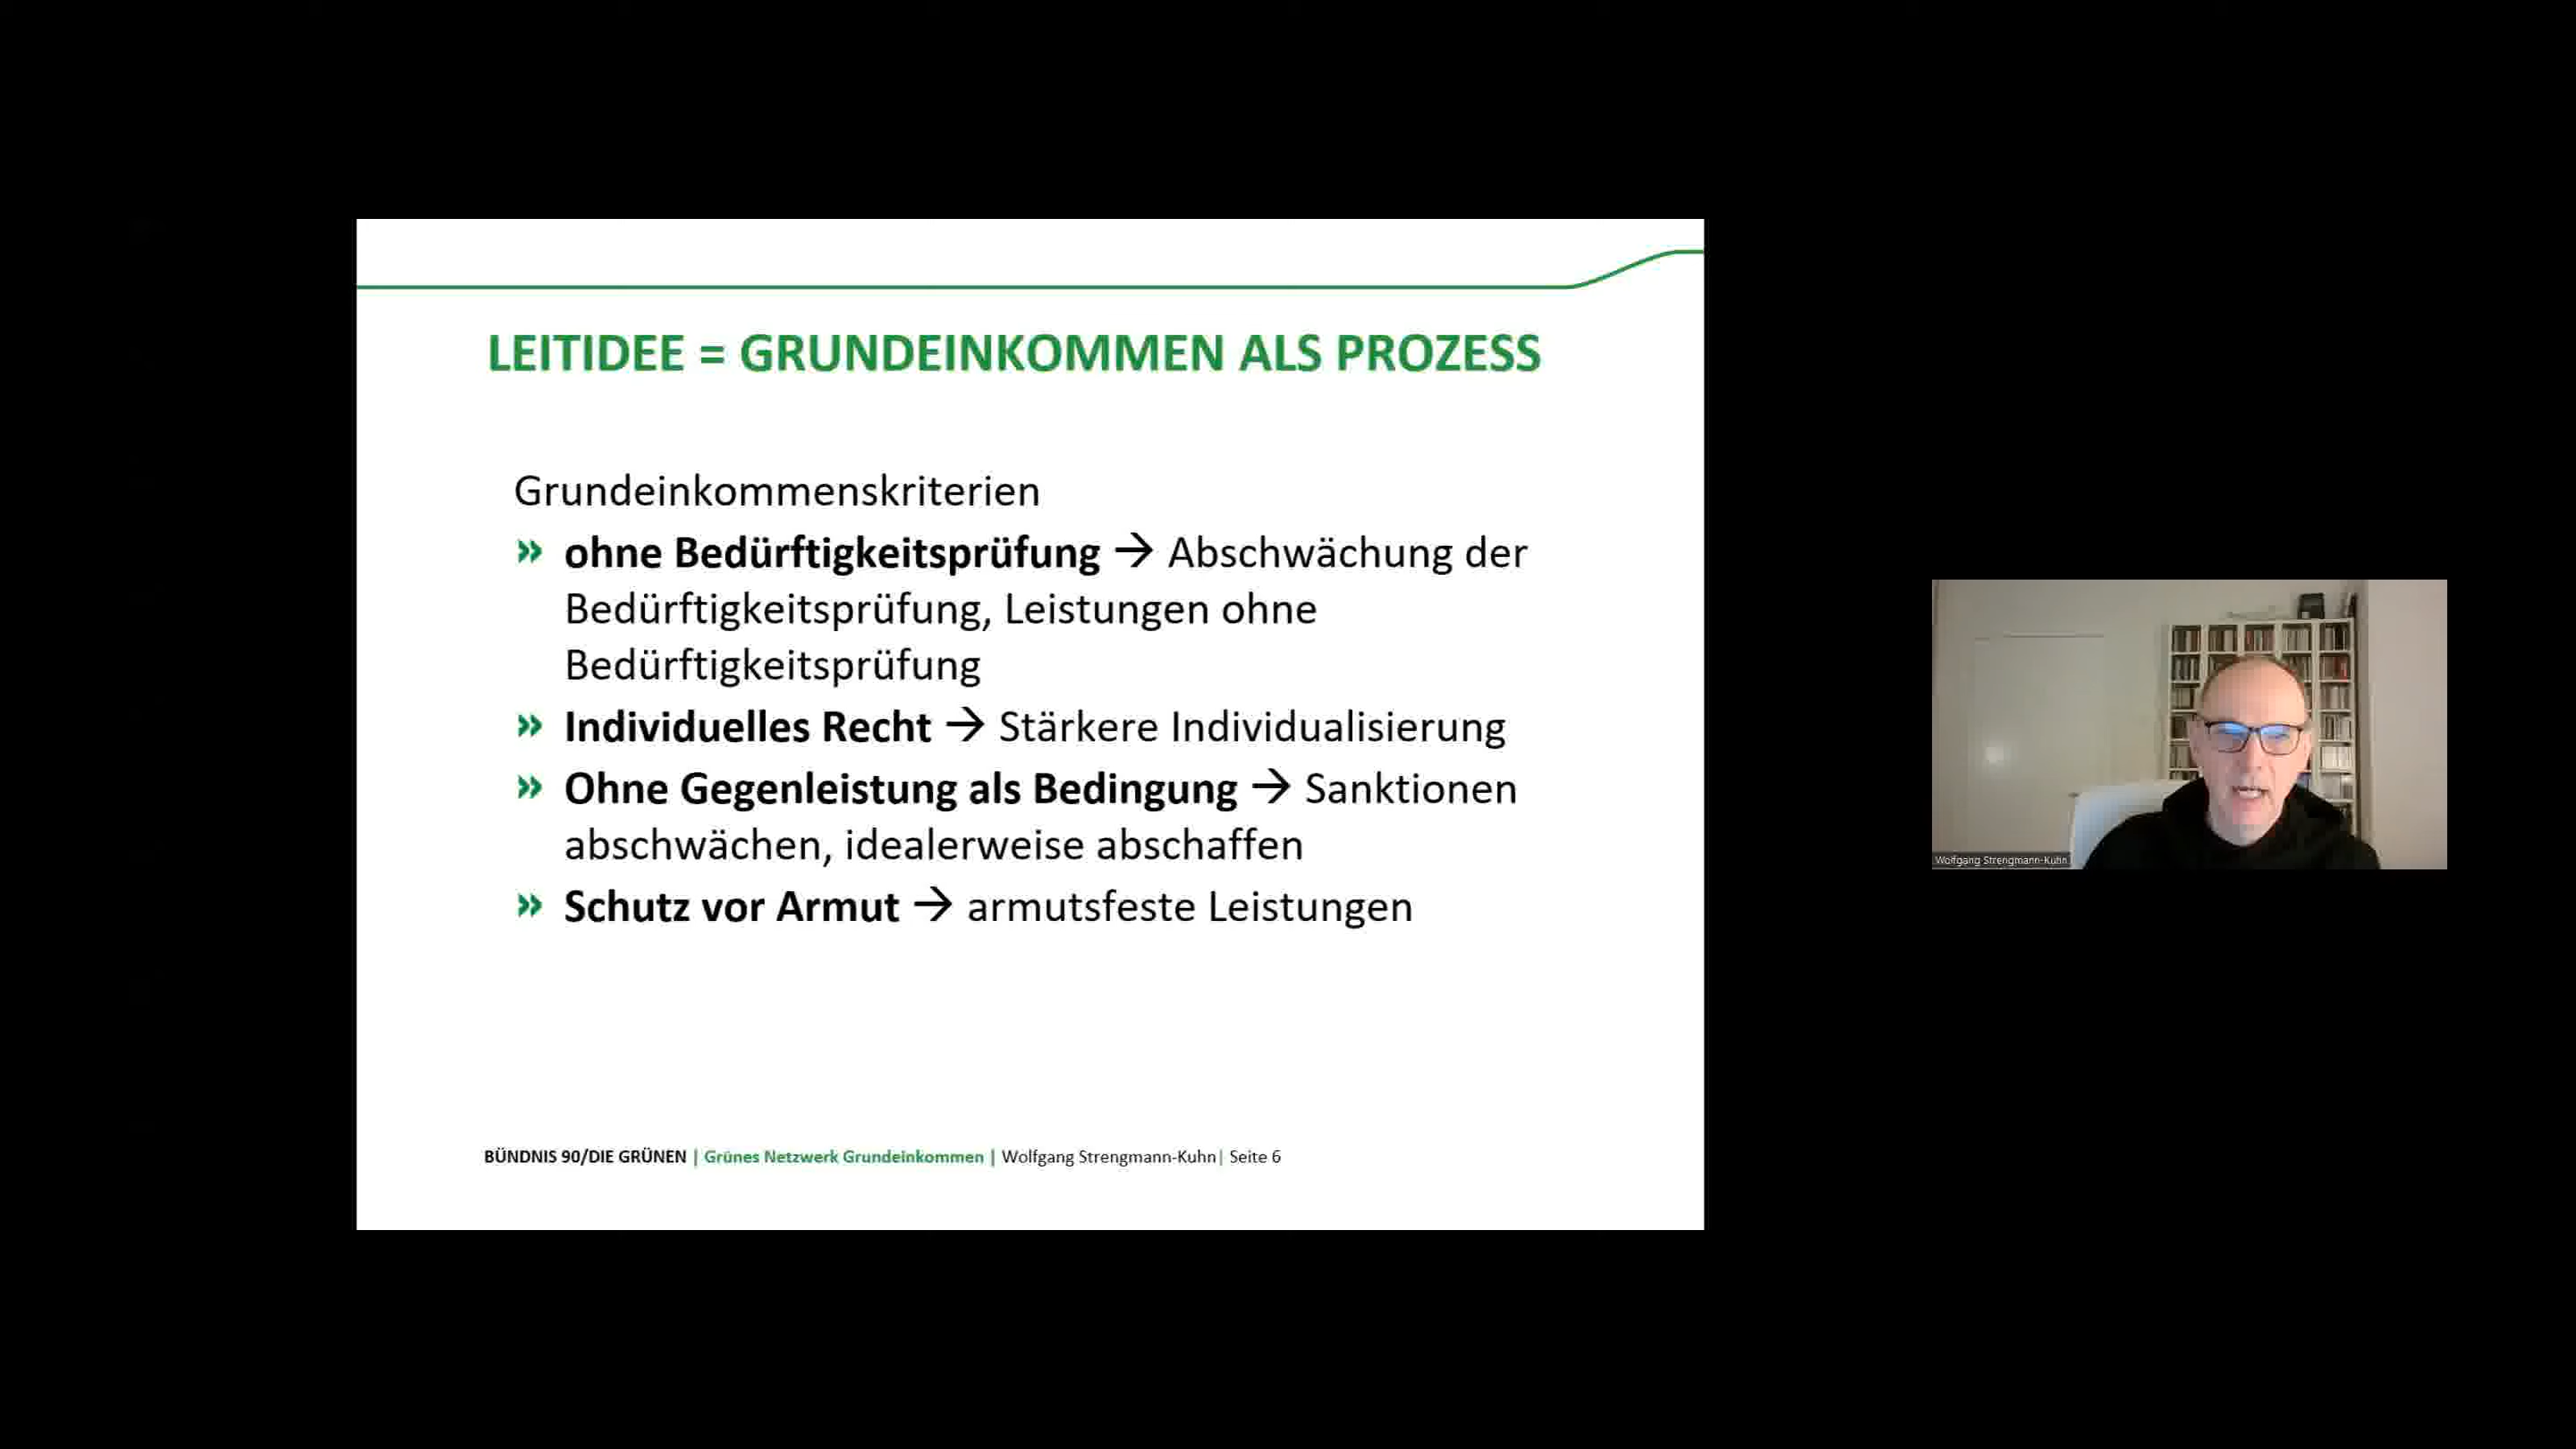 LEITIDEE = GRUNDEINKOMMEN ALS PROZESS
Grundeinkommenskriterien
» ohne Bedürftigkeitsprüfung → Abschwächung der
Bedürftigkeitsprüfung, Leistungen ohne
Bedürftigkeitsprüfung
» Individuelles Recht → Stärkere Individualisierung
» Ohne Gegenleistung als Bedingung → Sanktionen
abschwächen, idealerweise abschaffen
» Schutz vor Armut → armutsfeste Leistungen
BÜNDNIS 90/DIE GRÜNEN | Grünes Netzwerk Grundeinkommen | Wolfgang Strengmann-Kuhn| Seite 6
Wolfgang Strengmann-Kuhn